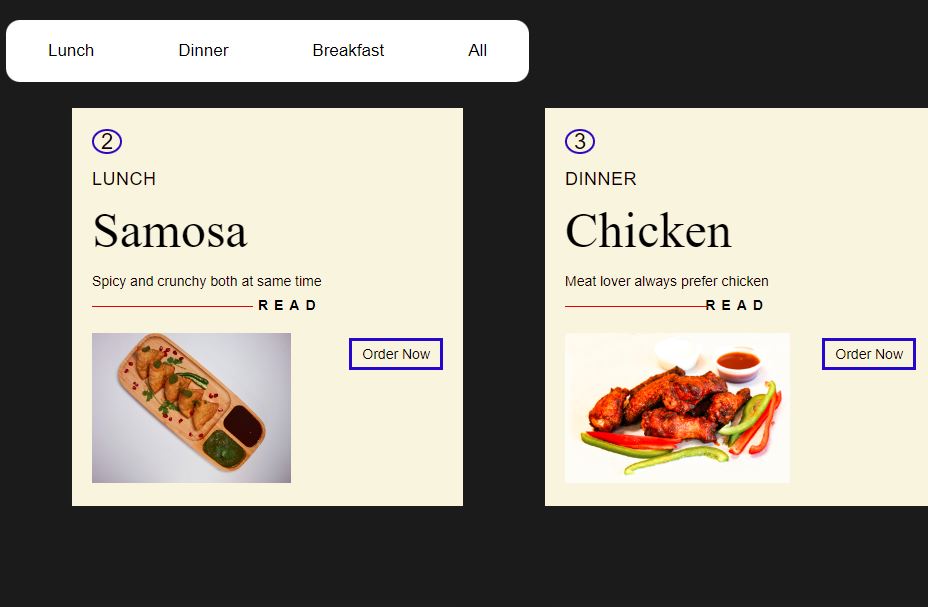 Lunch Dinner Breakfast All
2
LUNCH
Samosa
Spicy and crunchy both at same time
READ
Order Now
3
DINNER
Chicken
Meat lover always prefer chicken
READ
Order Now